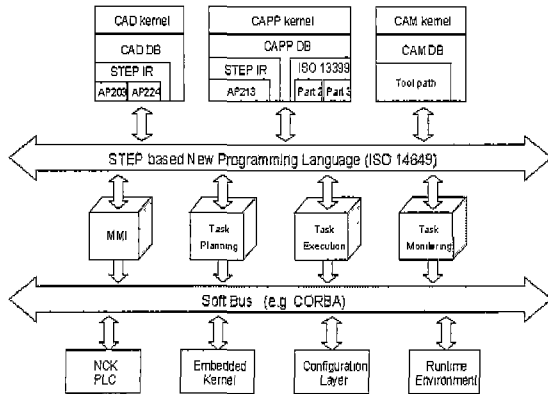 CAD kernel
CAD DB
STEP IR
AP203 AP224
CAPP kernel
CAPP DB
STEP IR
AP213
ISO 13399
Part 2 Part 3
CAM kernel
CAM DB
Tool path
STEP based New Programming Language (ISO 14649)
MMI
Task
Planning
Task
Execution
Task
Monitoring
Soft Bus (e.g CORBA)
NCK
PLC
Embedded
Kernel
Configuration
Layer
Runtime
Environment